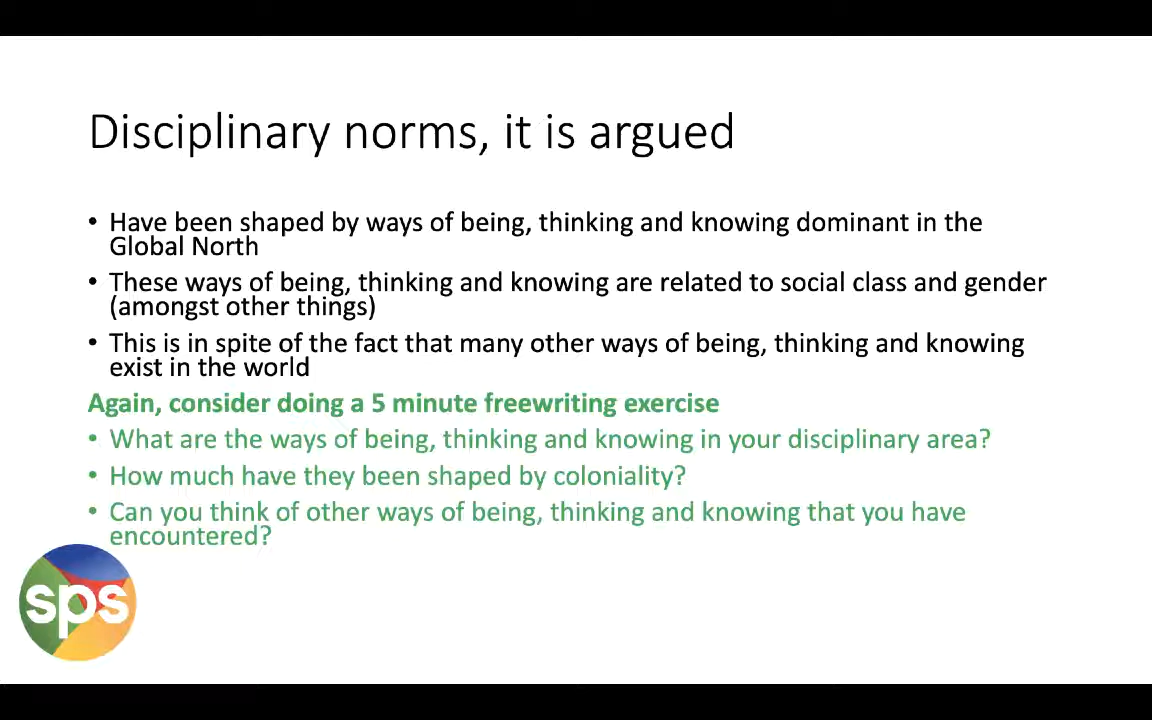 Disciplinary norms, it is argued
• Have been shaped by ways of being, thinking and knowing dominant in the
Global North
• These ways of being, thinking and knowing are related to social class and gender
(amongst other things)
• This is in spite of the fact that many other ways of being, thinking and knowing
exist in the world
Again, consider doing a 5 minute freewriting exercise
• What are the ways of being, thinking and knowing in your disciplinary area?
• How much have they been shaped by coloniality?
• Can you think of other ways of being, thinking and knowing that you have
encountered?
sps